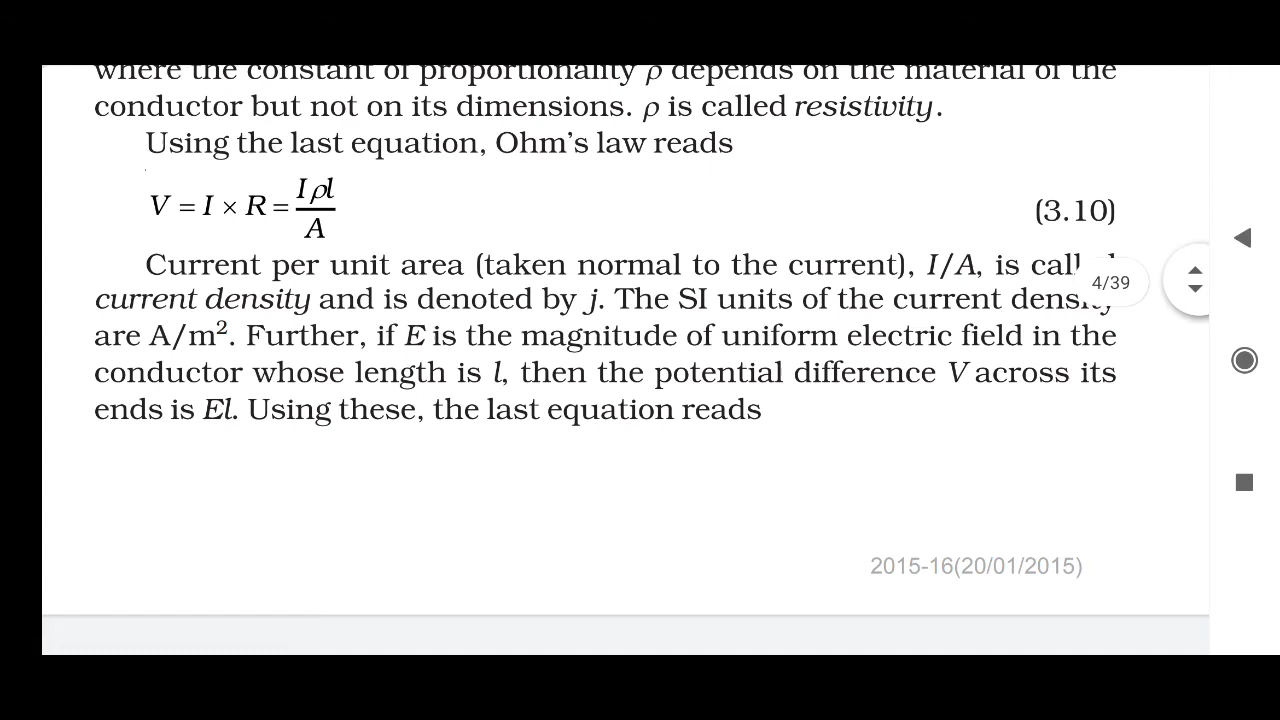 where the constant of proportionality ρ depends on the material of the
conductor but not on its dimensions. ρ is called resistivity.
Using the last equation, Ohm's law reads
V = I × R = Iρl / A (3.10)
Current per unit area (taken normal to the current), I/A, is
current density and is denoted by j. The SI units of the current density
are A/m². Further, if E is the magnitude of uniform electric field in the
conductor whose length is l, then the potential difference V across its
ends is El. Using these, the last equation reads
4/39
2015-16(20/01/2015)